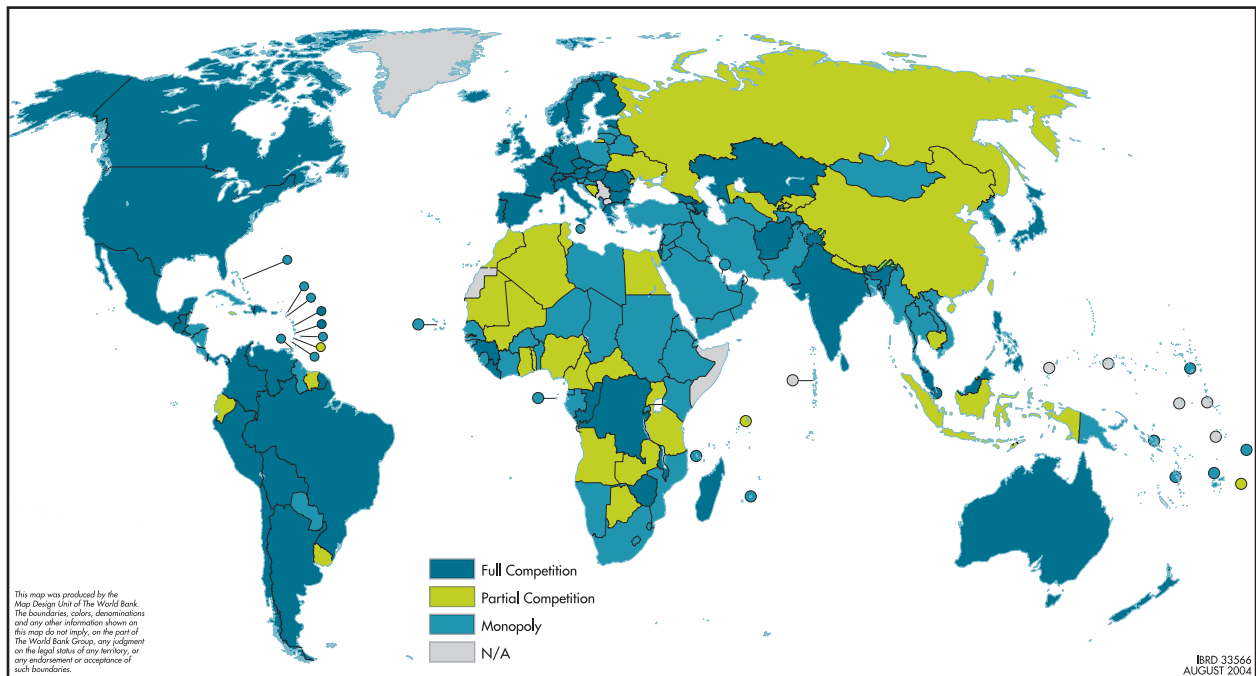 Full Competition
Partial Competition
Monopoly
N/A
This map was produced by the
Map Design Unit of The World Bank.
The boundaries, colors, denominations
and any other information shown on
this map do not imply, on the part of
The World Bank Group, any judgment
on the legal status of any territory, or
any endorsement or acceptance of
such boundaries.
IBRD 33566
AUGUST 2004